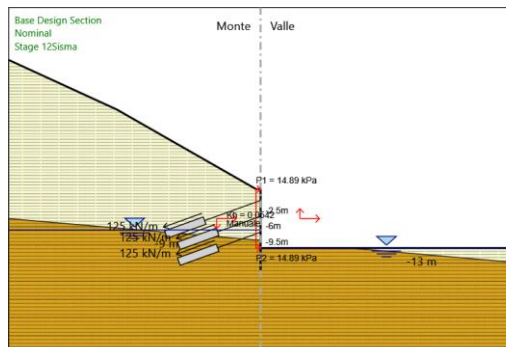 Base Design Section
Nominal
Stage 12Sisma
Monte
Valle
P1 = 14.89 kPa
-2.5m
Kh = 0.0642
Manuale
125 kN/m
-6m
125 kN/m
-9 m
-9.5m
125 kN/m
P2 = 14.89 kPa
-13 m